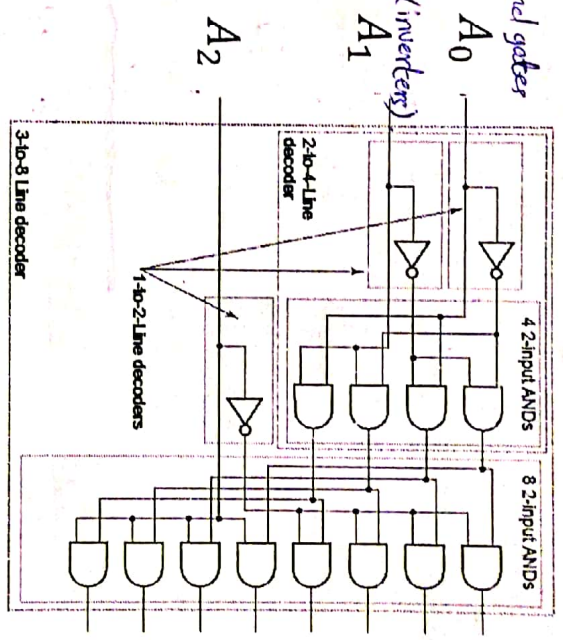 nd gates
(inverters)
A0
A1
A2
4 2-input ANDs
8 2-input ANDs
2-to-4-Line
decoder
1-to-2-Line decoders
3-to-8 Line decoder